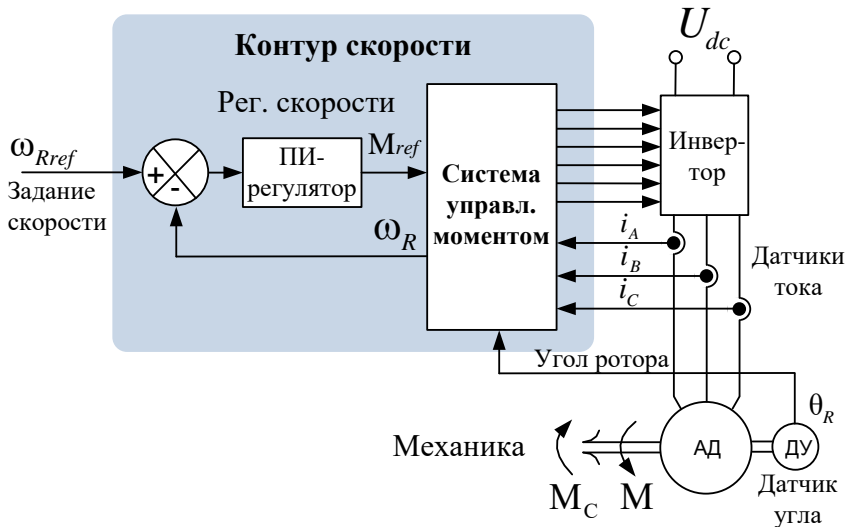 Контур скорости
U_dc
Рег. скорости
ω_Rref
Задание
скорости
+
-
ПИ-
регулятор
M_ref
ω_R
Система
управл.
моментом
Инвер-
тор
i_A
i_B
i_C
Датчики
тока
Угол ротора
θ_R
Механика
M_C
M
АД
ДУ
Датчик
угла